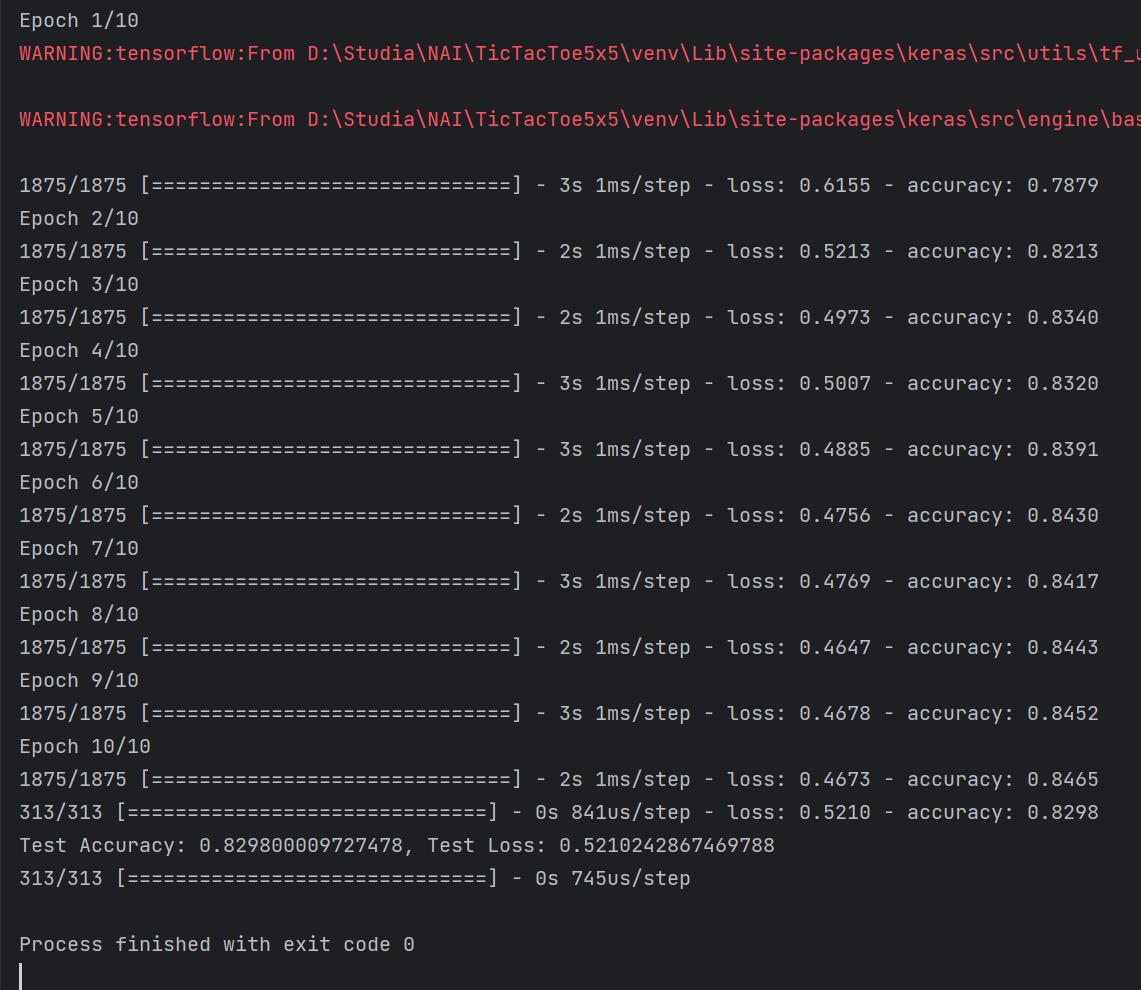 Epoch 1/10
WARNING:tensorflow:From D:\Studia\NAI\TicTacToe5x5\venv\Lib\site-packages\keras\src\utils\tf_u
WARNING:tensorflow:From D:\Studia\NAI\TicTacToe5x5\venv\Lib\site-packages\keras\src\engine\bas
1875/1875 [==============================] - 3s 1ms/step - loss: 0.6155 - accuracy: 0.7879
Epoch 2/10
1875/1875 [==============================] - 2s 1ms/step - loss: 0.5213 - accuracy: 0.8213
Epoch 3/10
1875/1875 [==============================] - 2s 1ms/step - loss: 0.4973 - accuracy: 0.8340
Epoch 4/10
1875/1875 [==============================] - 3s 1ms/step - loss: 0.5007 - accuracy: 0.8320
Epoch 5/10
1875/1875 [==============================] - 3s 1ms/step - loss: 0.4885 - accuracy: 0.8391
Epoch 6/10
1875/1875 [==============================] - 2s 1ms/step - loss: 0.4756 - accuracy: 0.8430
Epoch 7/10
1875/1875 [==============================] - 3s 1ms/step - loss: 0.4769 - accuracy: 0.8417
Epoch 8/10
1875/1875 [==============================] - 2s 1ms/step - loss: 0.4647 - accuracy: 0.8443
Epoch 9/10
1875/1875 [==============================] - 3s 1ms/step - loss: 0.4678 - accuracy: 0.8452
Epoch 10/10
1875/1875 [==============================] - 2s 1ms/step - loss: 0.4673 - accuracy: 0.8465
313/313 [==============================] - 0s 841us/step - loss: 0.5210 - accuracy: 0.8298
Test Accuracy: 0.829800009727478, Test Loss: 0.5210242867469788
313/313 [==============================] - 0s 745us/step
Process finished with exit code 0